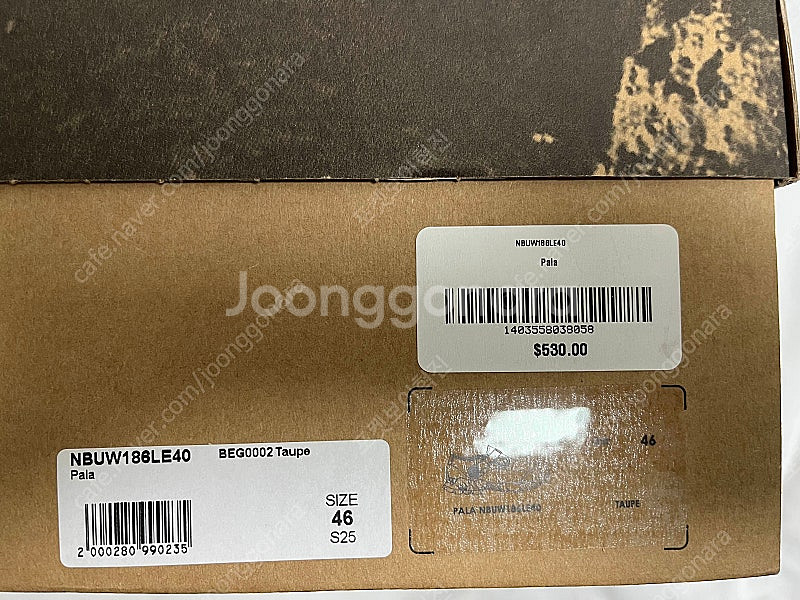 NBUW186LE40
Pala
1403558038058
$530.00
Joonggonara
46
PALA NBUW186LE40
TAUPE
NBUW186LE40 BEG0002 Taupe
Pala
SIZE
46
S25
2 000280 990235
cafe.naver.com/joonggonara